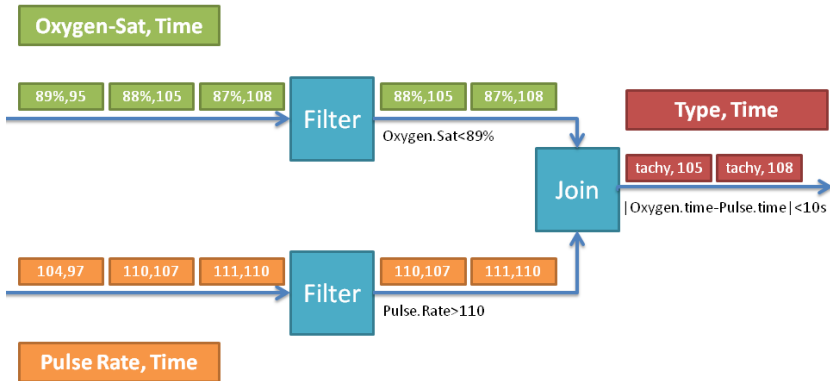 Oxygen-Sat, Time
89%,95 88%,105 87%,108
Filter
88%,105 87%,108
Oxygen.Sat<89%
Type, Time
Join
tachy, 105 tachy, 108
|Oxygen.time-Pulse.time|<10s
104,97 110,107 111,110
Filter
110,107 111,110
Pulse.Rate>110
Pulse Rate, Time